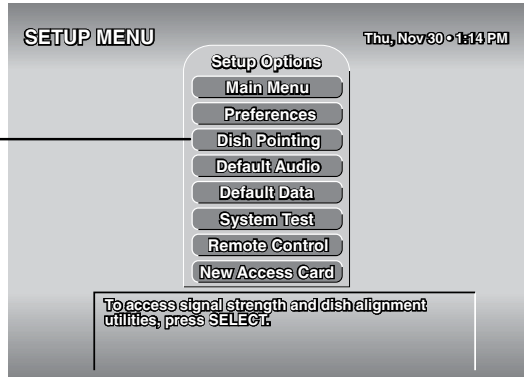 SETUP MENU
Thu, Nov 30 • 1:14 PM
Setup Options
Main Menu
Preferences
Dish Pointing
Default Audio
Default Data
System Test
Remote Control
New Access Card
To access signal strength and dish alignment
utilities, press SELECT.